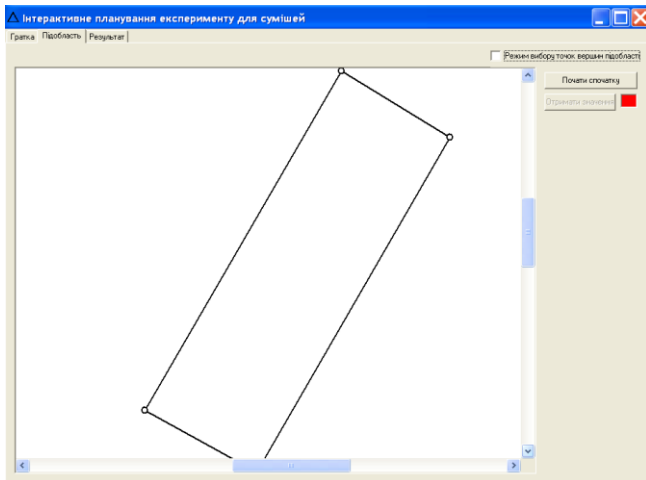 Інтерактивне планування експерименту для сумішей
Гратка Підобласть Результат
Режим вибору точок вершин підобласті
Почати спочатку
Отримати значення